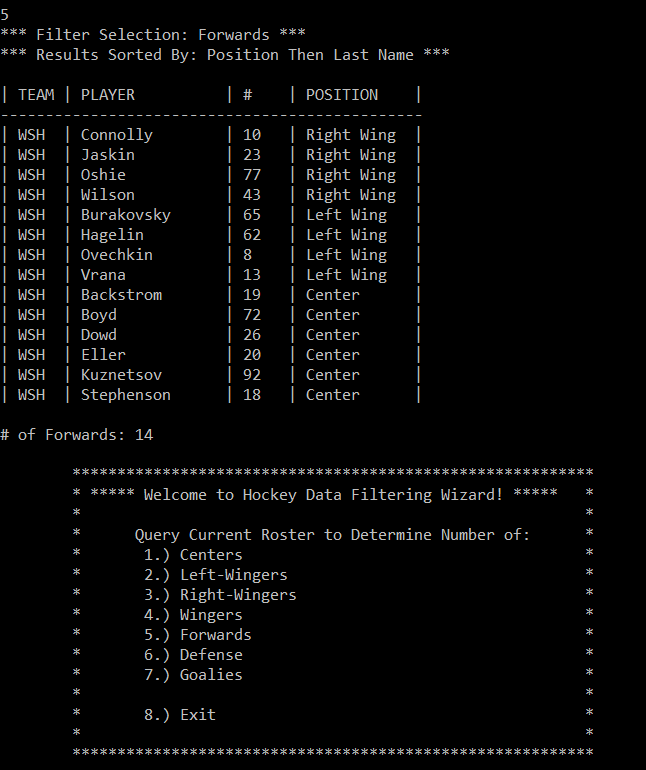 5
*** Filter Selection: Forwards ***
*** Results Sorted By: Position Then Last Name ***
| TEAM | PLAYER          | #    | POSITION    |
-----------------------------------------------
| WSH  | Connolly        | 10   | Right Wing  |
| WSH  | Jaskin          | 23   | Right Wing  |
| WSH  | Oshie           | 77   | Right Wing  |
| WSH  | Wilson          | 43   | Right Wing  |
| WSH  | Burakovsky      | 65   | Left Wing   |
| WSH  | Hagelin         | 62   | Left Wing   |
| WSH  | Ovechkin        | 8    | Left Wing   |
| WSH  | Vrana           | 13   | Left Wing   |
| WSH  | Backstrom       | 19   | Center      |
| WSH  | Boyd            | 72   | Center      |
| WSH  | Dowd            | 26   | Center      |
| WSH  | Eller           | 20   | Center      |
| WSH  | Kuznetsov       | 92   | Center      |
| WSH  | Stephenson      | 18   | Center      |
# of Forwards: 14
**********************************************************
* ***** Welcome to Hockey Data Filtering Wizard! *****   *
*                                                        *
*      Query Current Roster to Determine Number of:      *
*       1.) Centers                                      *
*       2.) Left-Wingers                                 *
*       3.) Right-Wingers                                *
*       4.) Wingers                                      *
*       5.) Forwards                                     *
*       6.) Defense                                      *
*       7.) Goalies                                      *
*                                                        *
*       8.) Exit                                         *
*                                                        *
**********************************************************